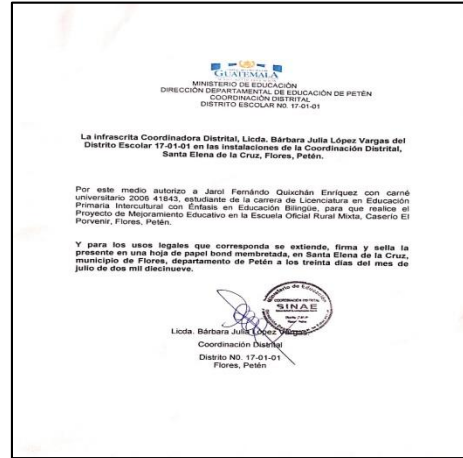 GUATEMALA
MINISTERIO DE EDUCACIÓN
DIRECCIÓN DEPARTAMENTAL DE EDUCACIÓN DE PETÉN
COORDINACIÓN DISTRITAL
DISTRITO ESCOLAR N0. 17-01-01
La infrascrita Coordinadora Distrital, Licda. Bárbara Julia López Vargas del
Distrito Escolar 17-01-01 en las instalaciones de la Coordinación Distrital,
Santa Elena de la Cruz, Flores, Petén.
Por este medio autorizo a Jarol Fernándo Quixchán Enríquez con carné
universitario 2006 41843, estudiante de la carrera de Licenciatura en Educación
Primaria Intercultural con Énfasis en Educación Bilingüe, para que realice el
Proyecto de Mejoramiento Educativo en la Escuela Oficial Rural Mixta, Caserío El
Porvenir, Flores, Petén.
Y para los usos legales que corresponda se extiende, firma y sella la
presente en una hoja de papel bond membretada, en Santa Elena de la Cruz,
municipio de Flores, departamento de Petén a los treinta días del mes de
julio de dos mil diecinueve.
Ministerio de Educación
COORDINACIÓN DISTRITAL
SINAE
Licda. Bárbara Julia López Vargas
Coordinación Distrital
Distrito N0. 17-01-01
Flores, Petén